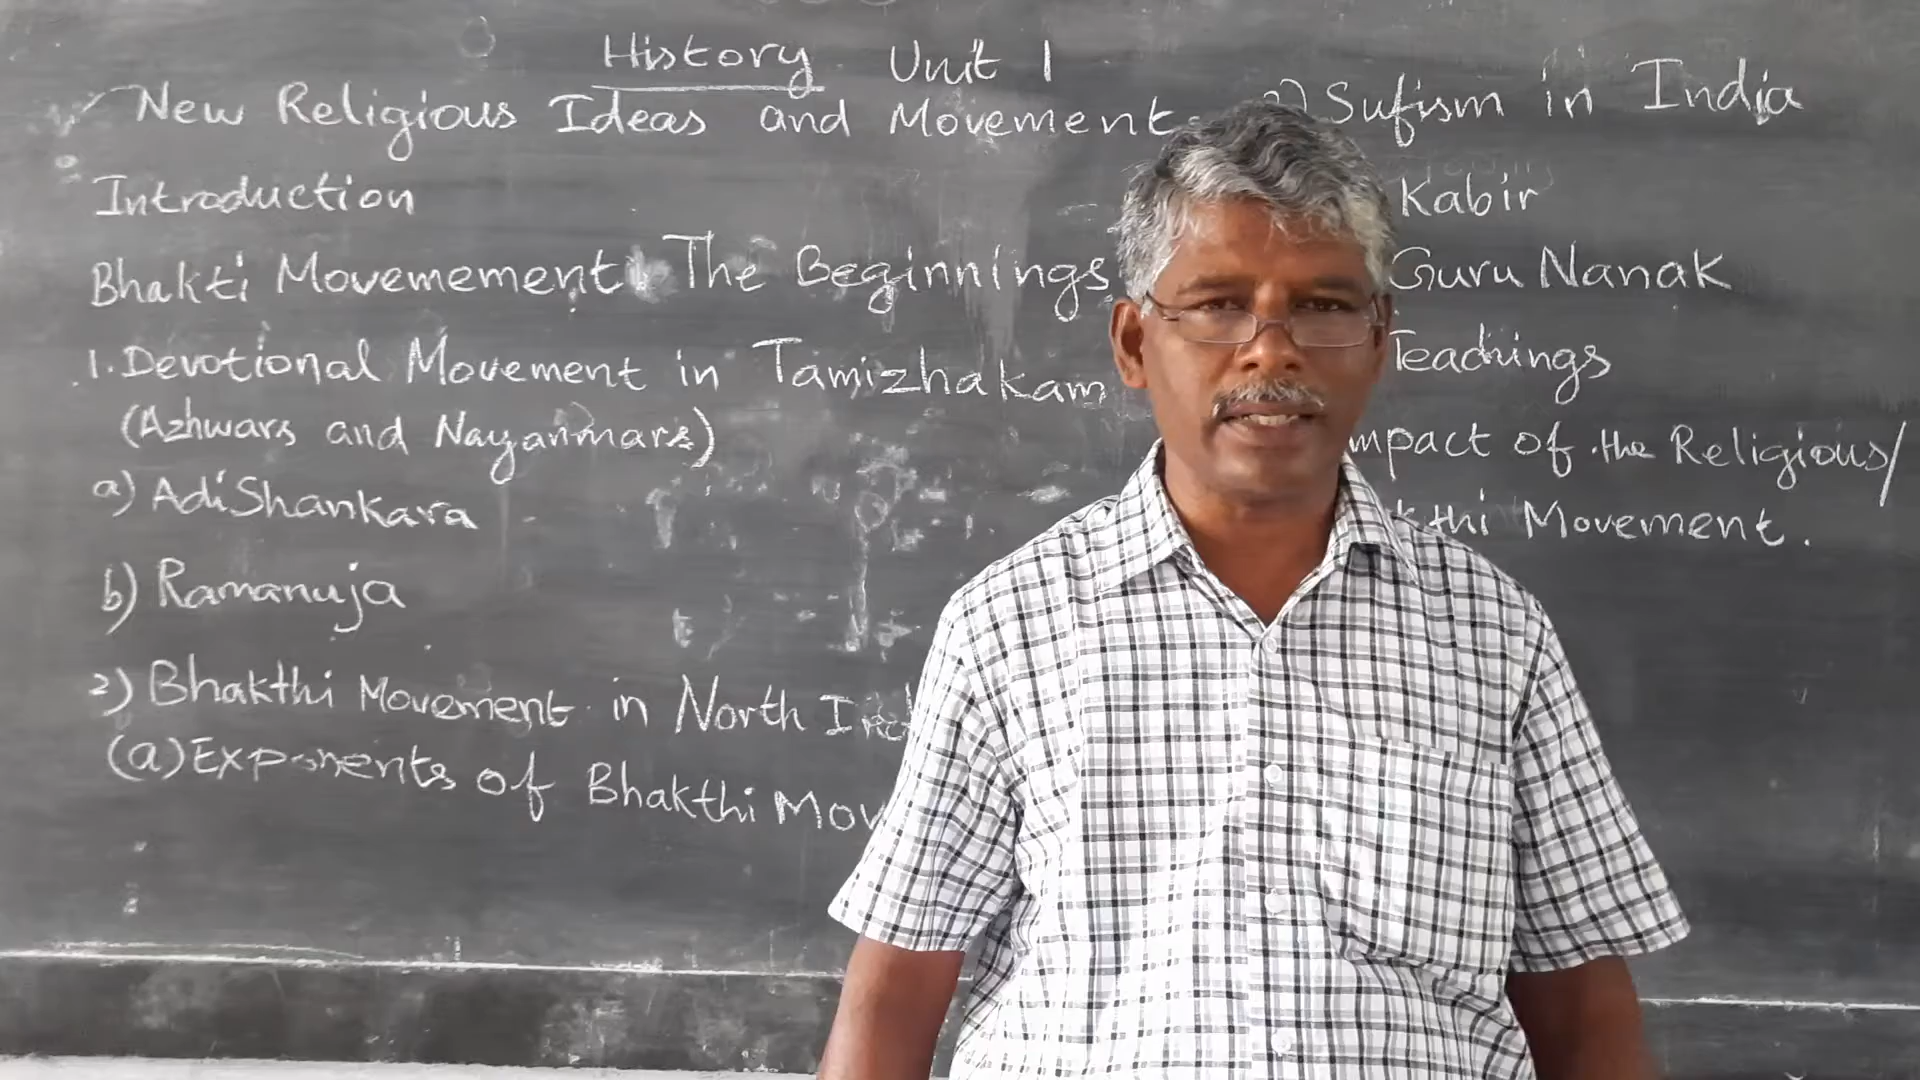 History Unit 1
New Religious Ideas and Movement
Introduction
Bhakti Movemement The Beginnings
1. Devotional Movement in Tamizhakam
(Azhwars and Nayanmars)
a) AdiShankara
b) Ramanuja
2) Bhakthi Movement in North
(a) Exponents of Bhakthi
Sufism in India
Kabir
Guru Nanak
Teachings
of the Religious/
Movement.